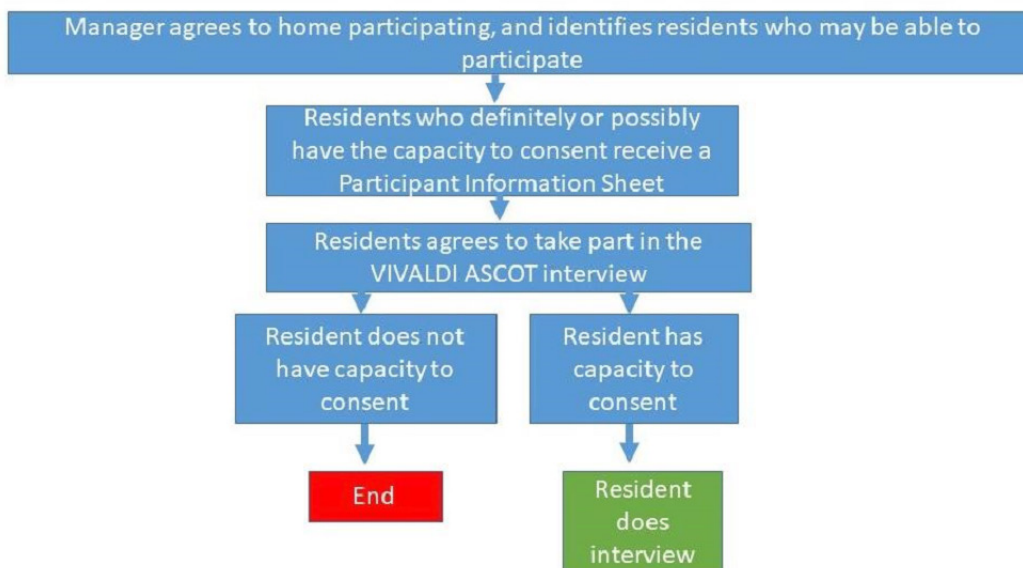 Manager agrees to home participating, and identifies residents who may be able to
participate
Residents who definitely or possibly
have the capacity to consent receive a
Participant Information Sheet
Residents agrees to take part in the
VIVALDI ASCOT interview
Resident does not
have capacity to
consent
Resident has
capacity to
consent
End
Resident
does
interview